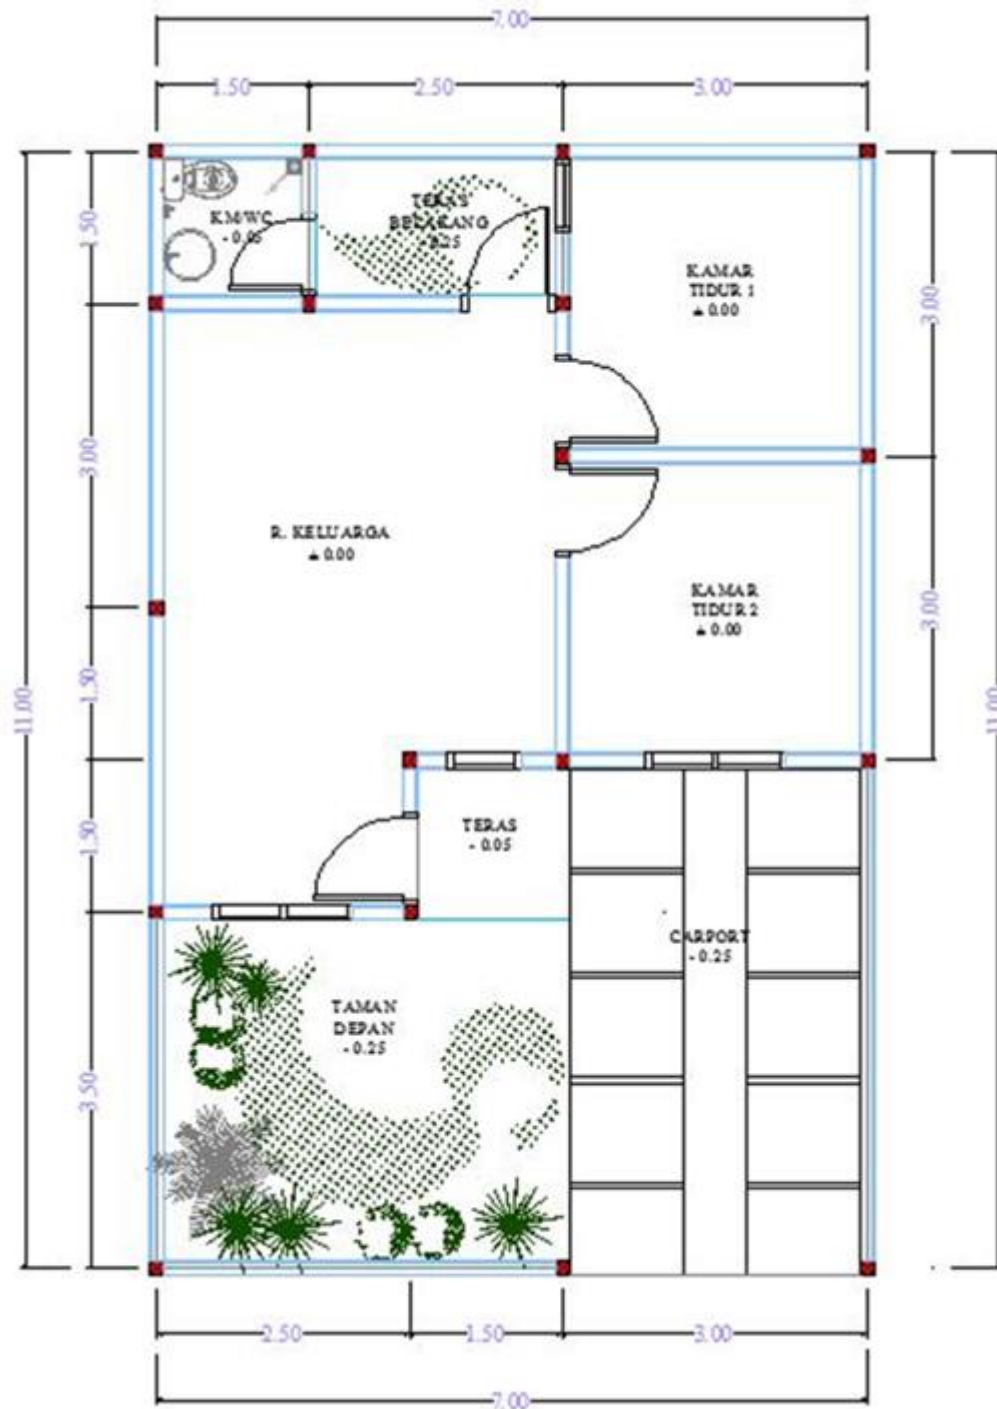 7.00
1.50 2.50 3.00
KM/WC
- 0.05
TERAS
BELAKANG
- 0.25
KAMAR
TIDUR 1
± 0.00
1.50
3.00
3.00
R. KELUARGA
± 0.00
KAMAR
TIDUR 2
± 0.00
3.00
1.50
11.00
11.00
TERAS
- 0.05
1.50
CARPORT
- 0.25
TAMAN
DEPAN
- 0.25
3.50
2.50 1.50 3.00
7.00